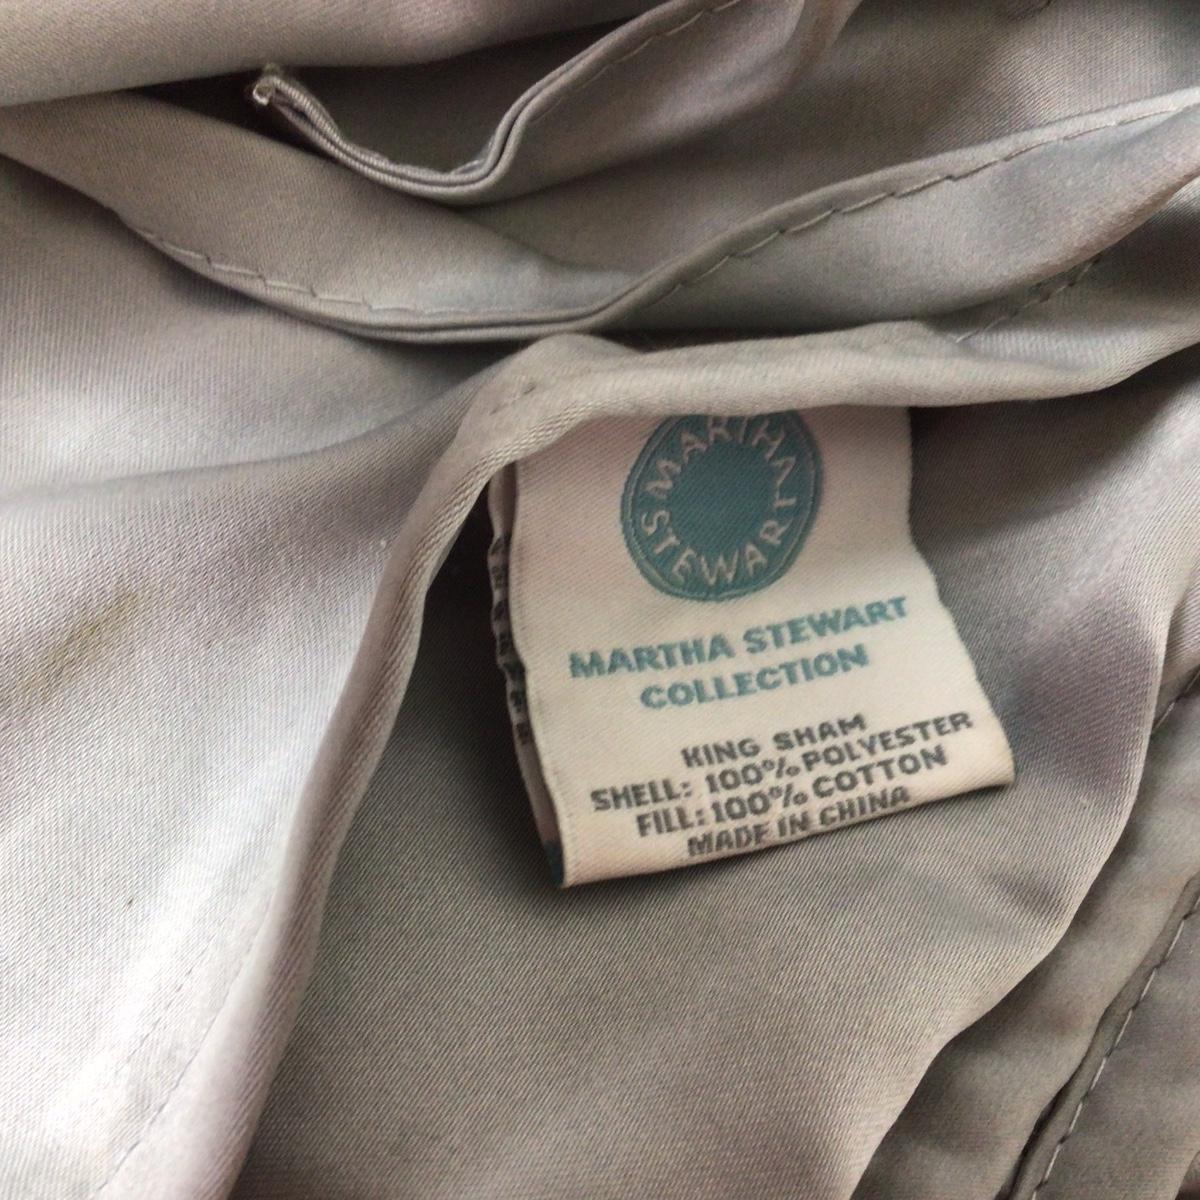 MARTHA
STEWART
MARTHA STEWART
COLLECTION
KING SHAM
SHELL: 100% POLYESTER
FILL: 100% COTTON
MADE IN CHINA